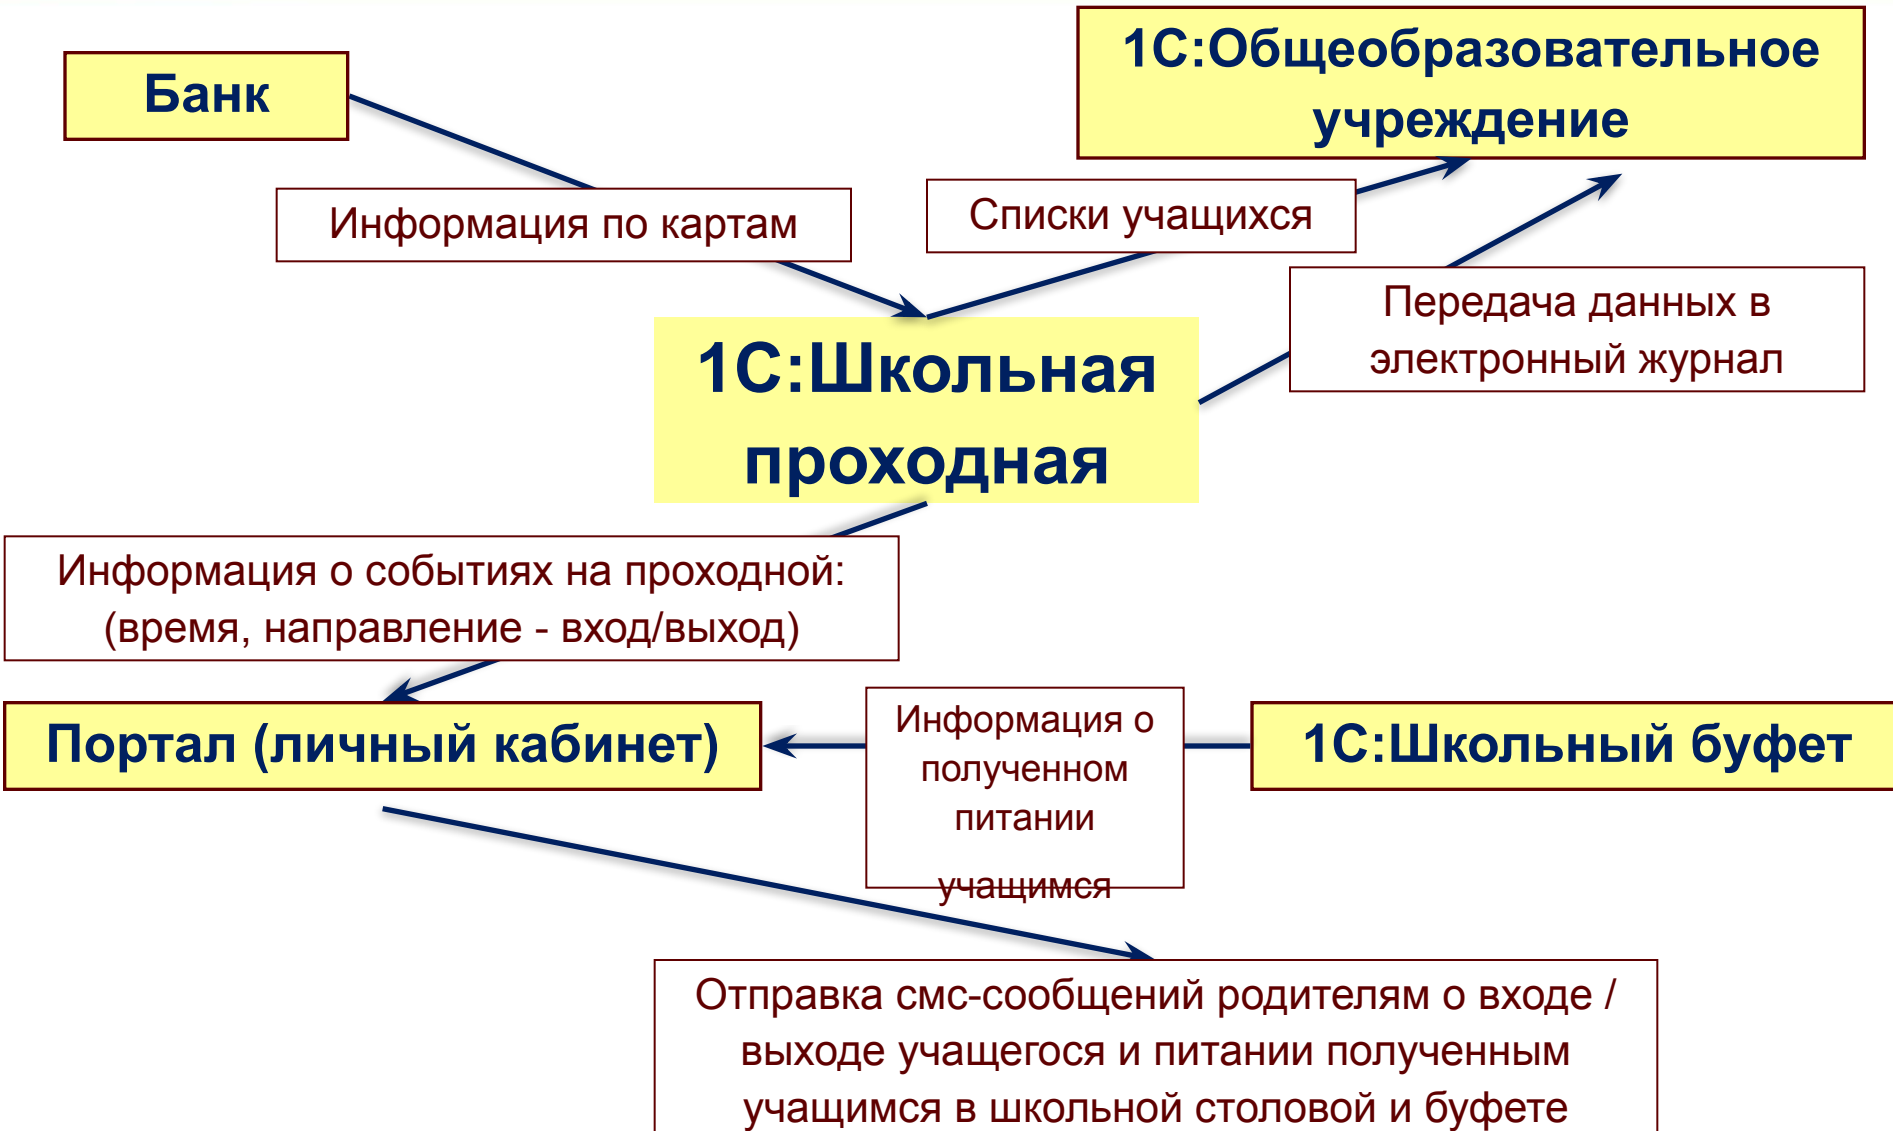 Банк
1С:Общеобразовательное
учреждение
Информация по картам
Списки учащихся
Передача данных в
электронный журнал
1С:Школьная
проходная
Информация о событиях на проходной:
(время, направление - вход/выход)
Портал (личный кабинет)
Информация о
полученном
питании
учащимся
1С:Школьный буфет
Отправка смс-сообщений родителям о входе /
выходе учащегося и питании полученным
учащимся в школьной столовой и буфете